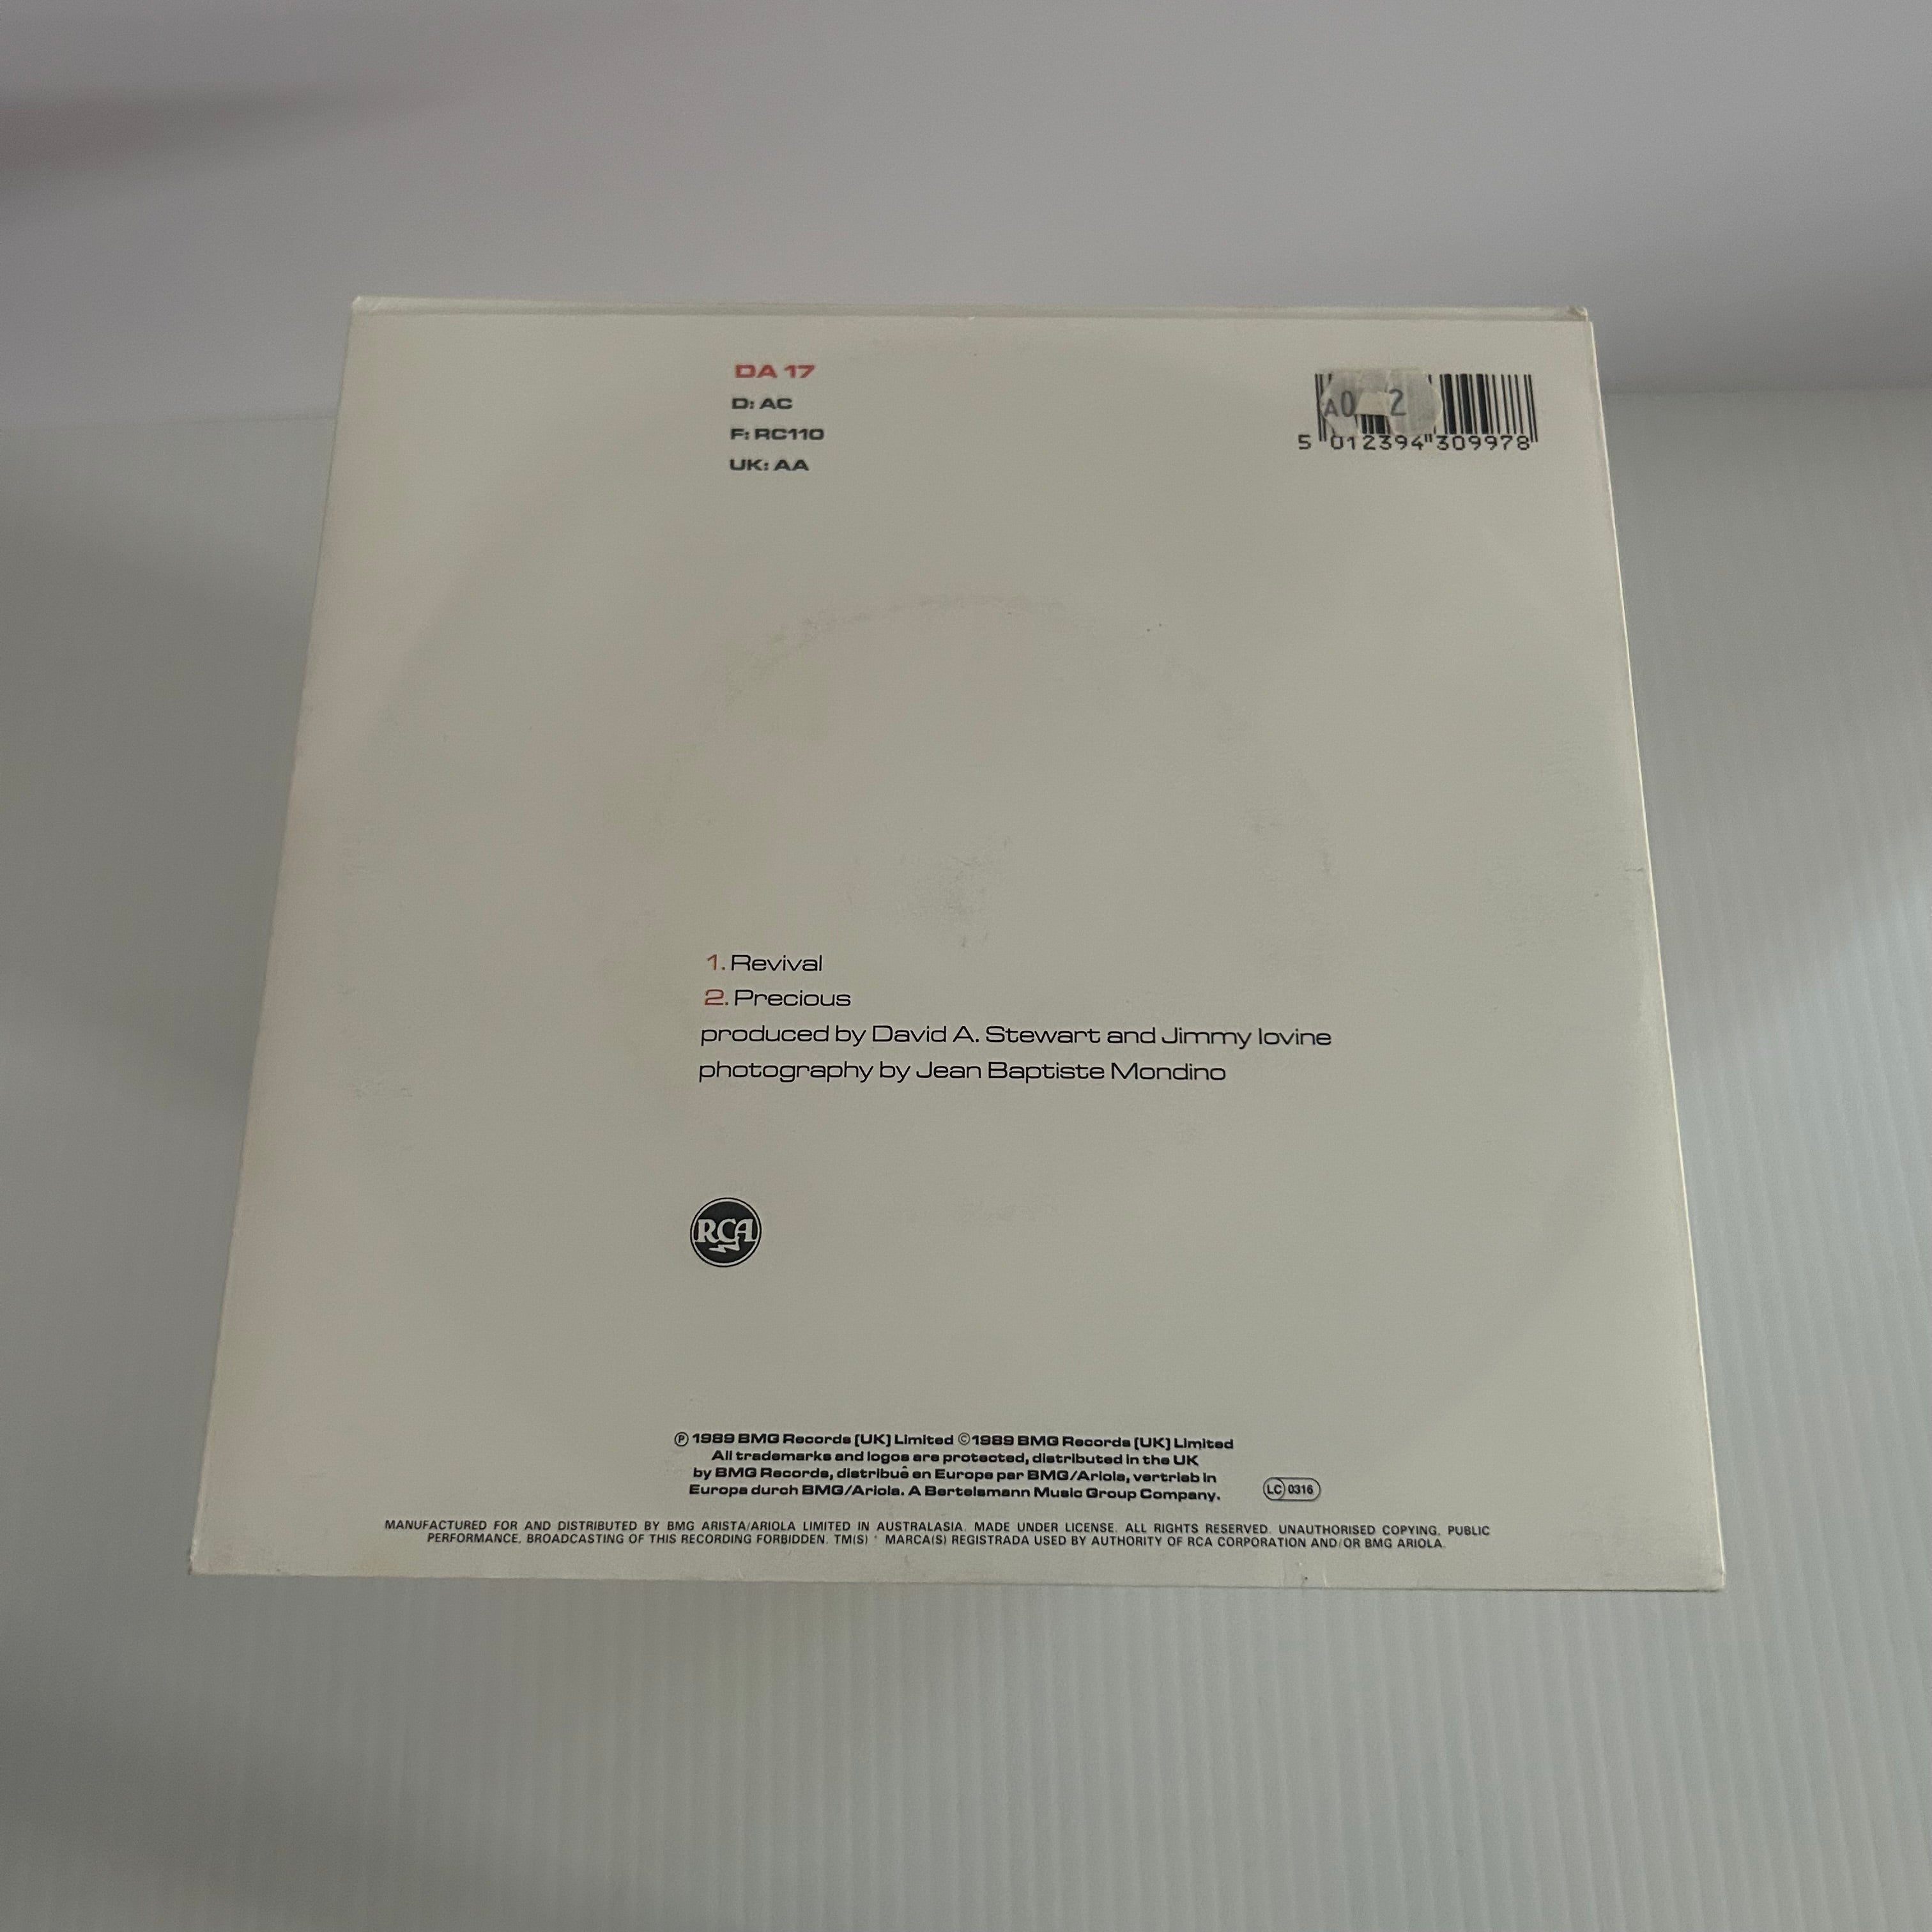 DA 17
D: AC
F: RC110
UK: AA
A0 2
5 012394 309978
1. Revival
2. Precious
produced by David A. Stewart and Jimmy Iovine
photography by Jean Baptiste Mondino
RCA
℗ 1989 BMG Records (UK) Limited ©1989 BMG Records (UK) Limited
All trademarks and logos are protected, distributed in the UK
by BMG Records, distribuê en Europe par BMG/Ariola, vertrieb in
Europa durch BMG/Ariola. A Bertelsmann Music Group Company.
LC 0316
MANUFACTURED FOR AND DISTRIBUTED BY BMG ARISTA/ARIOLA LIMITED IN AUSTRALASIA. MADE UNDER LICENSE. ALL RIGHTS RESERVED. UNAUTHORISED COPYING, PUBLIC
PERFORMANCE, BROADCASTING OF THIS RECORDING FORBIDDEN. TM(S) * MARCA(S) REGISTRADA USED BY AUTHORITY OF RCA CORPORATION AND/OR BMG ARIOLA.